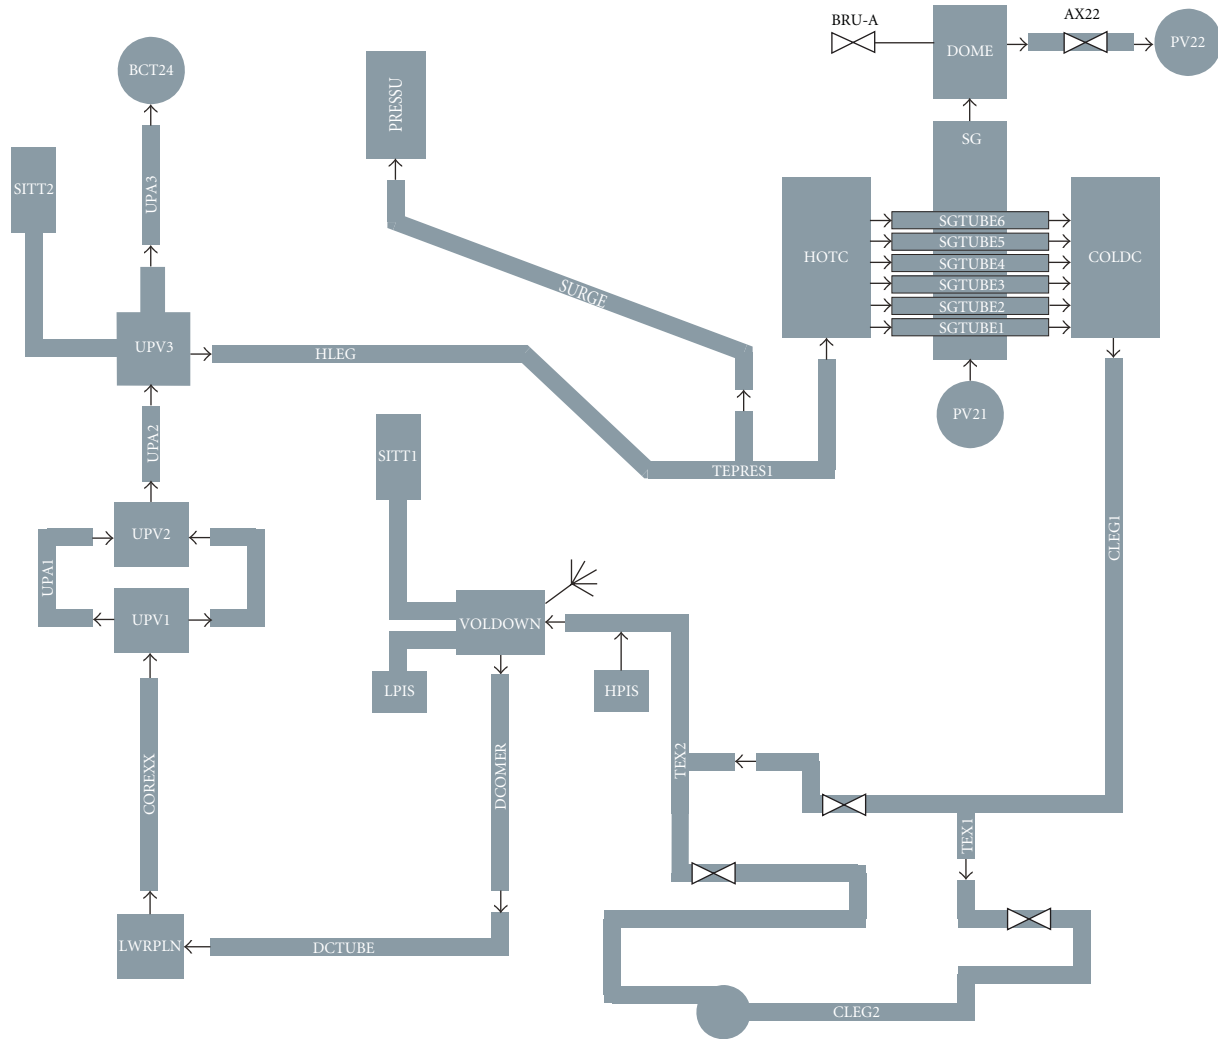 BRU-A
AX22
DOME
PV22
BCT24
PRESSU
SG
SITT2
UPA3
SGTUBE6
SGTUBE5
SGTUBE4
SGTUBE3
SGTUBE2
SGTUBE1
HOTC
COLDC
SURGE
UPV3
HLEG
PV21
UPA2
SITT1
TEPRES1
UPV2
CLEG1
UPA1
UPV1
VOLDOWN
LPIS
HPIS
COREXX
DCOMER
TEX2
TEX1
LWRPLN
DCTUBE
CLEG2